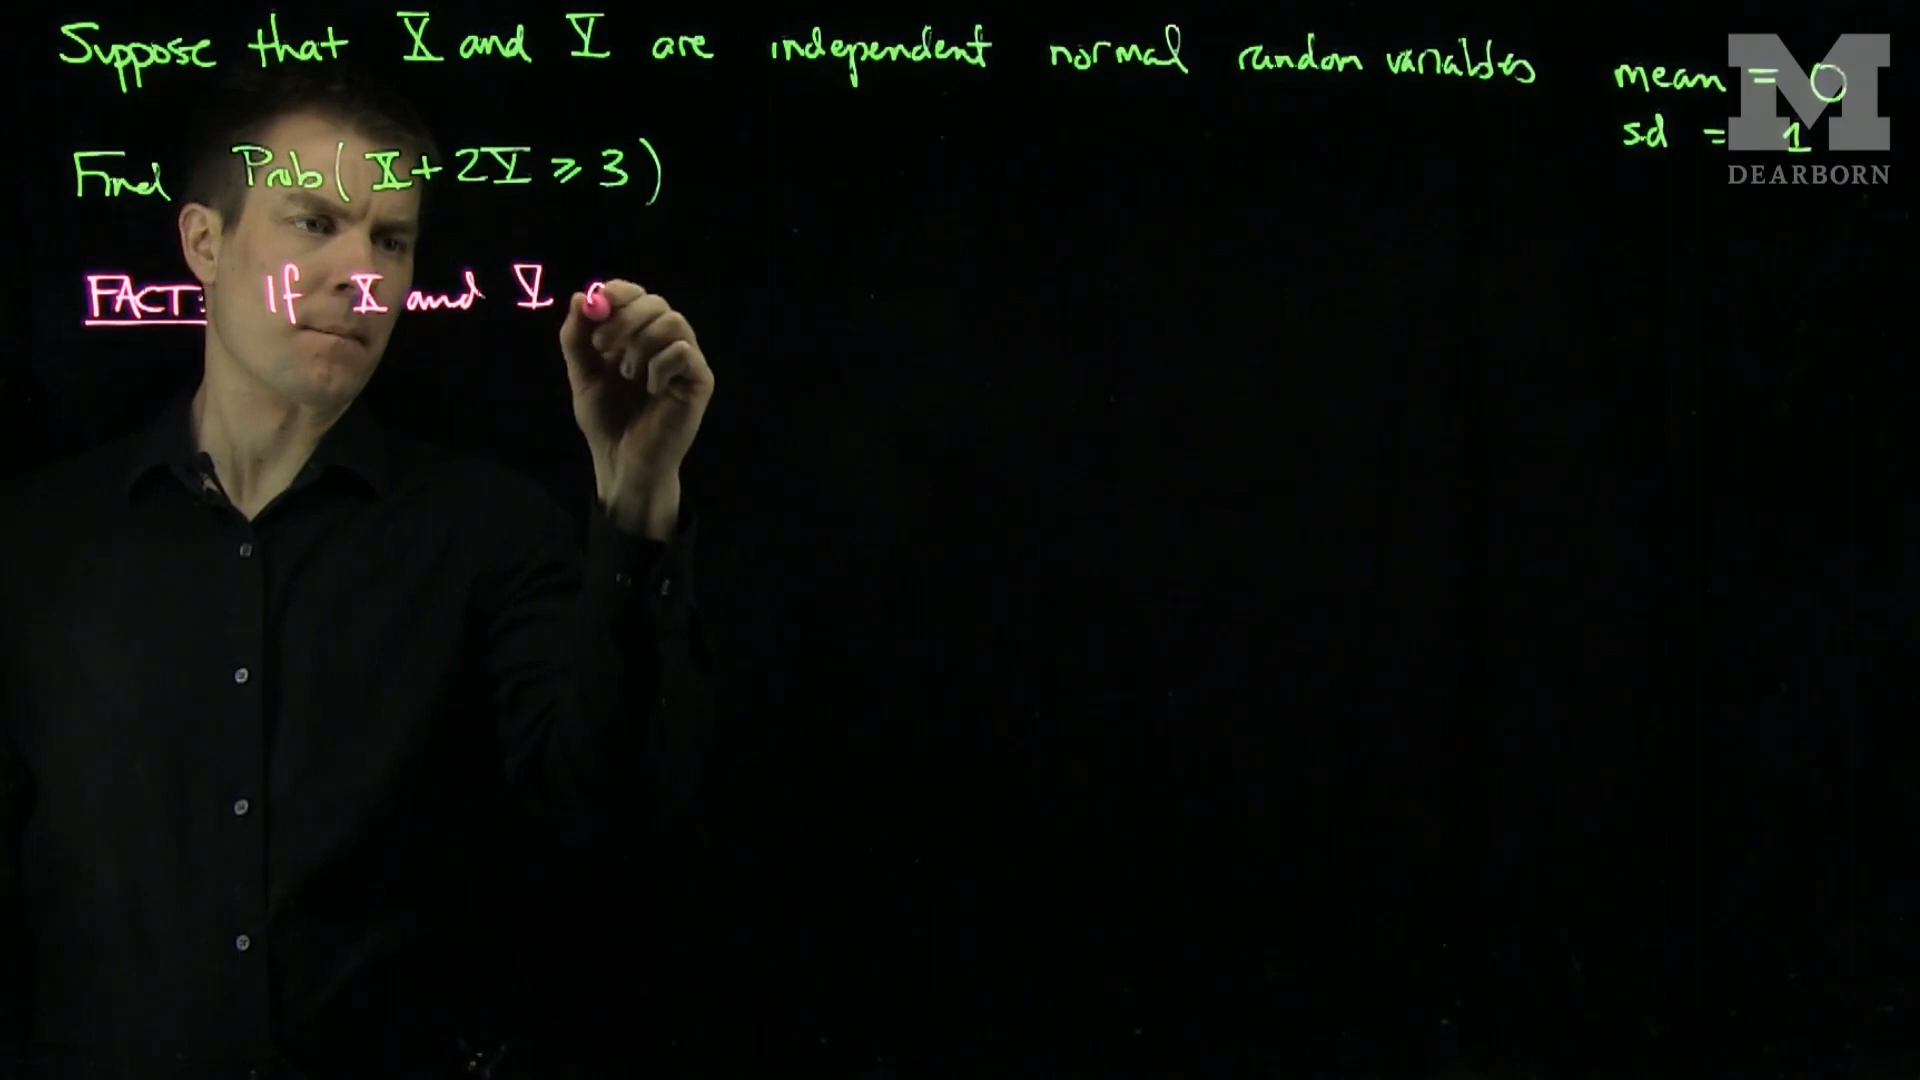 Suppose that X and Y are independent normal random variables mean = 0
sd = 1
Find Prob( X + 2Y ≥ 3 )
FACT: If X and Y
M
DEARBORN